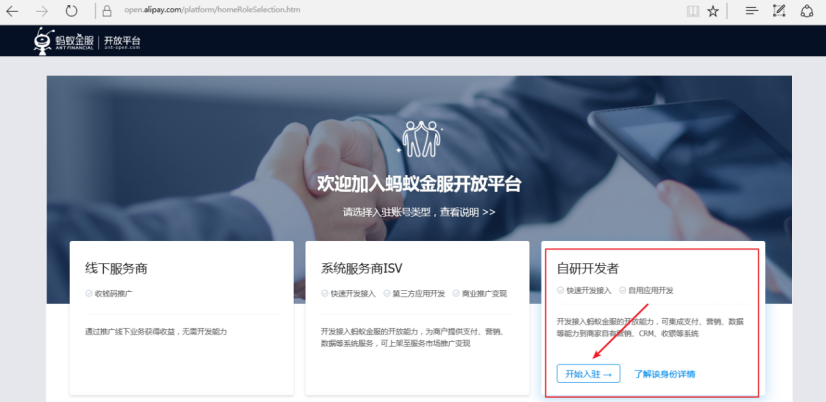 open.alipay.com/platform/homeRoleSelection.htm
蚂蚁金服 开放平台
ANT FINANCIAL ant-open.com
欢迎加入蚂蚁金服开放平台
请选择入驻账号类型，查看说明 >>
线下服务商
收钱码推广
通过推广线下业务获得收益，无需开发能力
系统服务商ISV
快速开发接入 第三方应用开发 商业推广变现
开发接入蚂蚁金服的开放能力，为商户提供支付、营销、
数据等系统服务，可上架至服务市场推广变现
自研开发者
快速开发接入 自用应用开发
开发接入蚂蚁金服的开放能力，可集成支付、营销、数据
等能力到商家自有营销、CRM、收银等系统
开始入驻 → 了解该身份详情